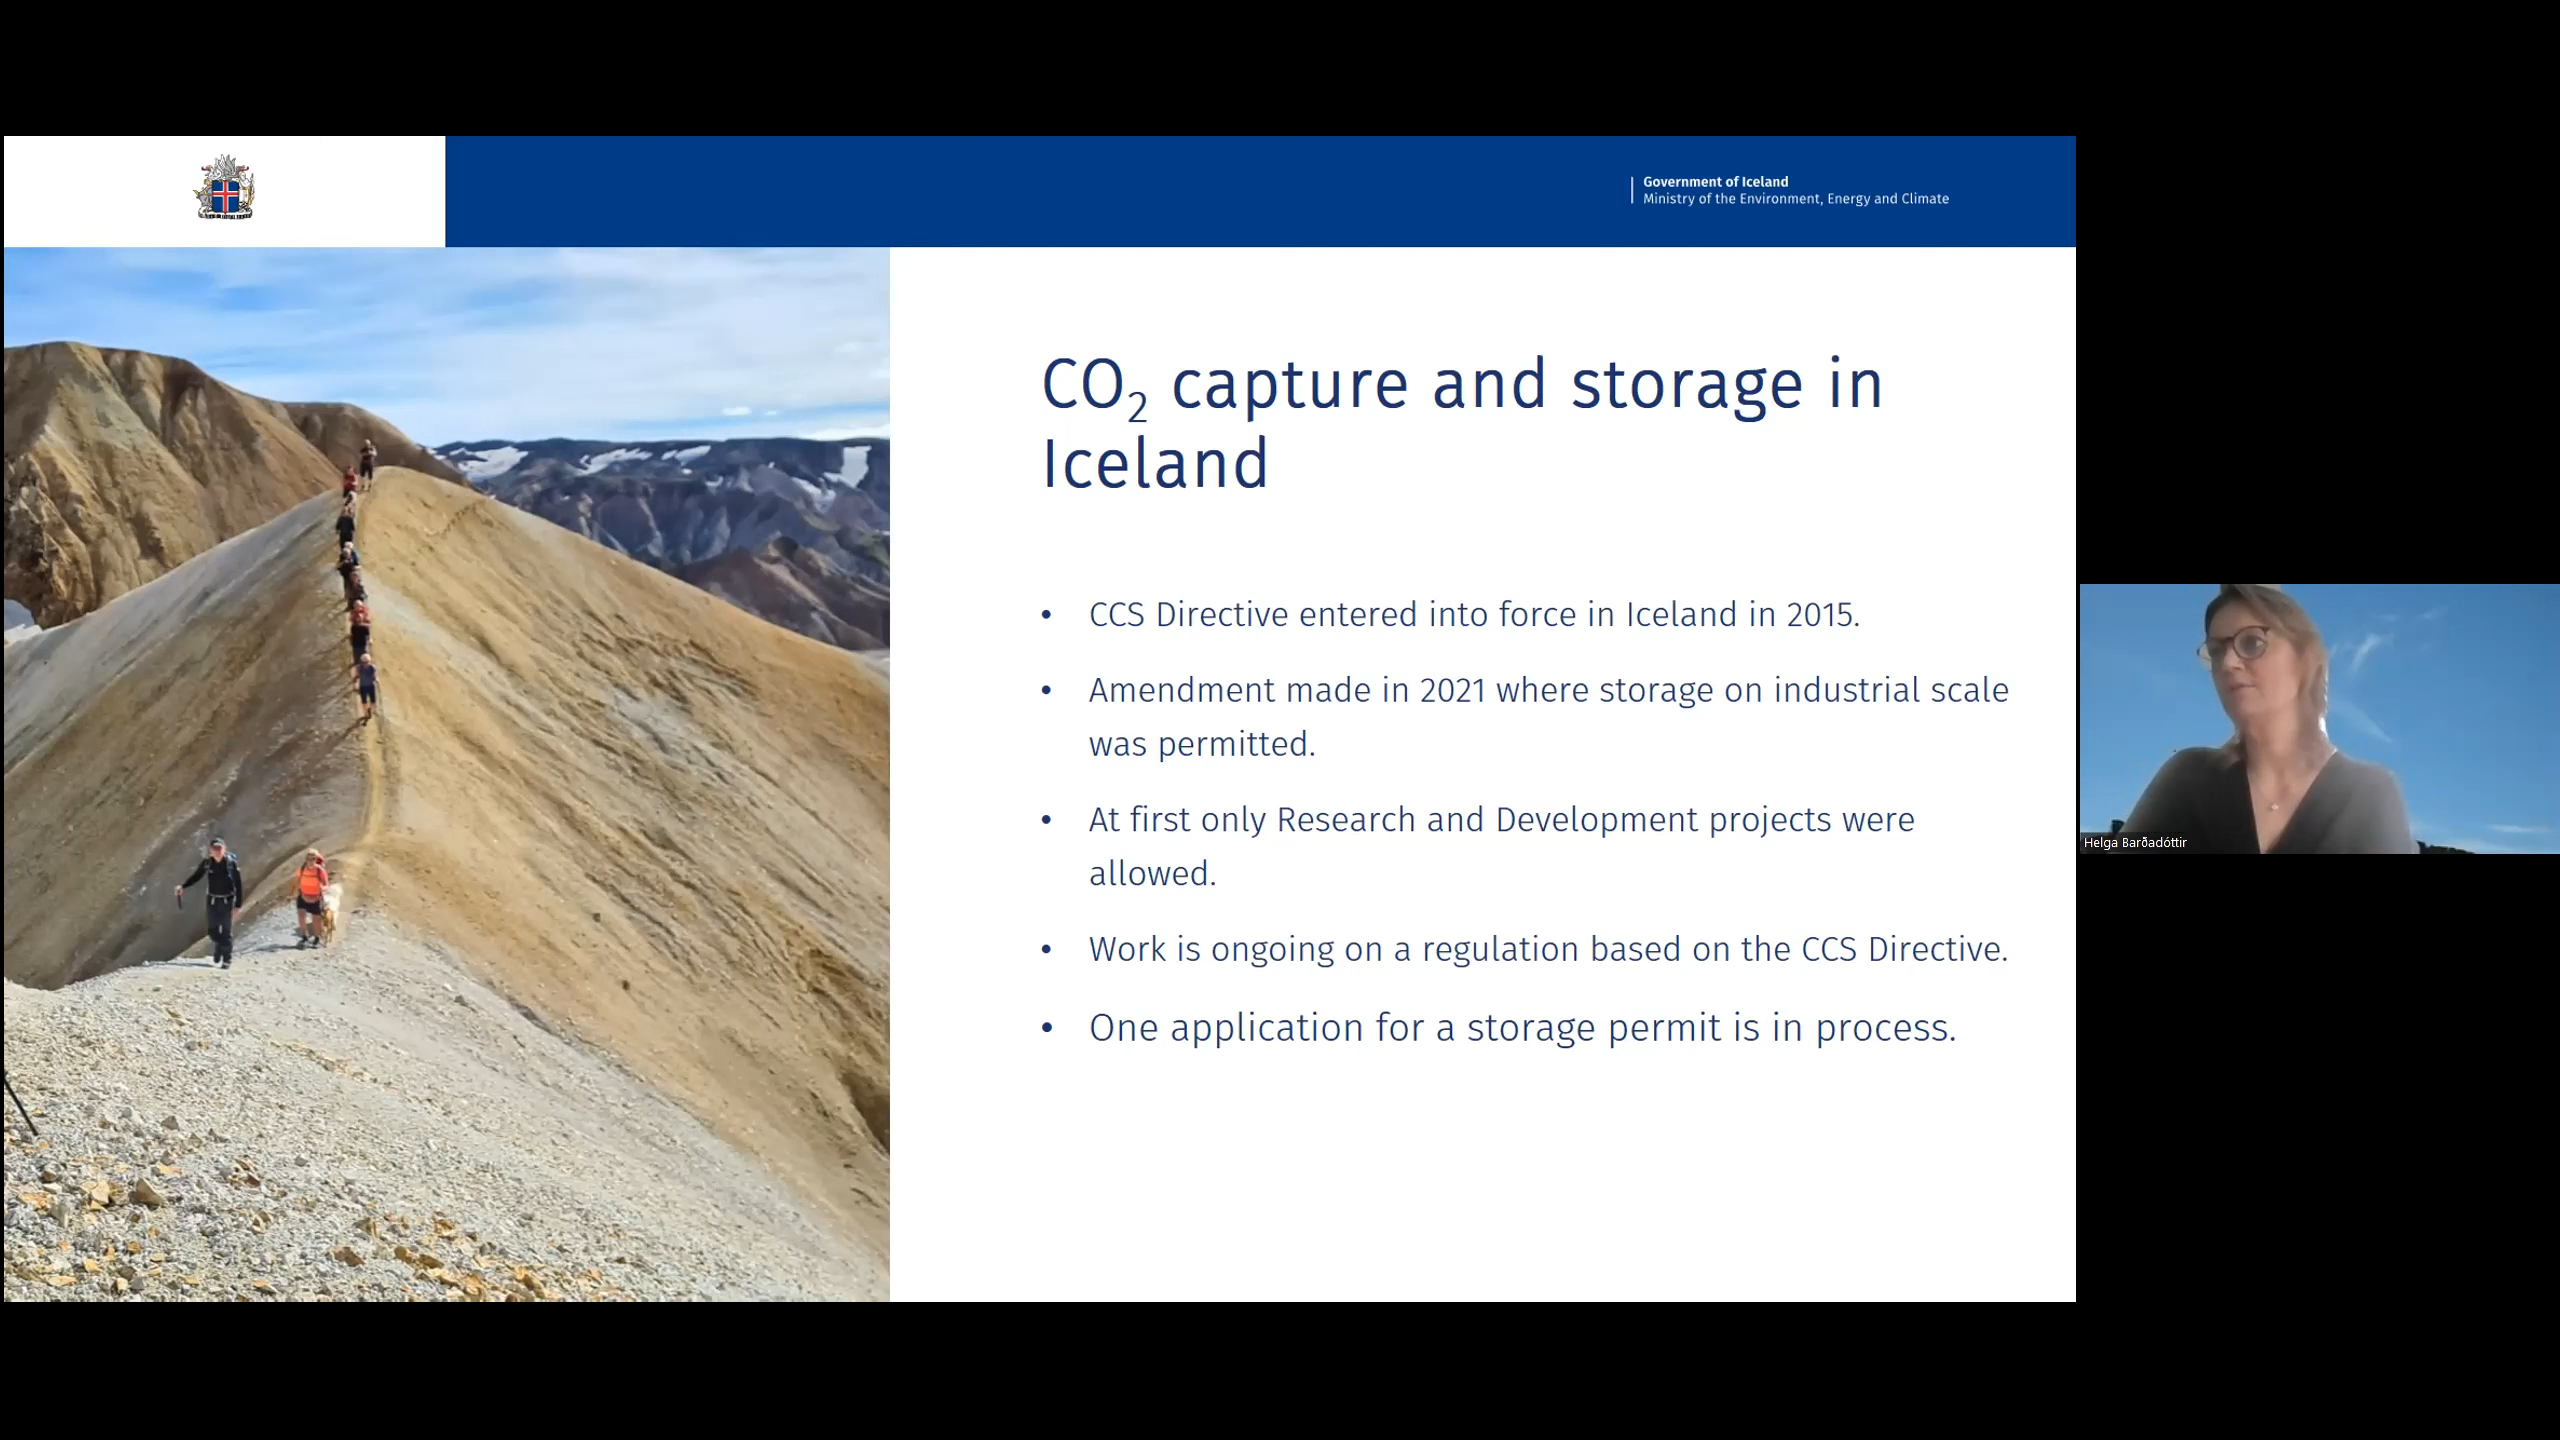 Government of Iceland
Ministry of the Environment, Energy and Climate
CO₂ capture and storage in
Iceland
• CCS Directive entered into force in Iceland in 2015.
• Amendment made in 2021 where storage on industrial scale
was permitted.
• At first only Research and Development projects were
allowed.
• Work is ongoing on a regulation based on the CCS Directive.
• One application for a storage permit is in process.
Helga Barðadóttir